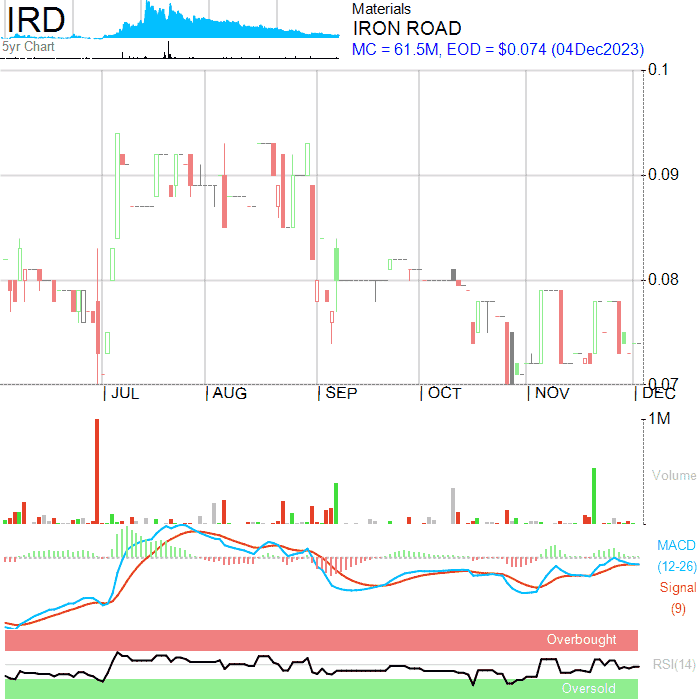 IRD
5yr Chart
Materials
IRON ROAD
MC = 61.5M, EOD = $0.074 (04Dec2023)
0.1
0.09
0.08
0.07
JUL AUG SEP OCT NOV DEC
1M
Volume
MACD
(12-26)
Signal
(9)
Overbought
RSI(14)
Oversold